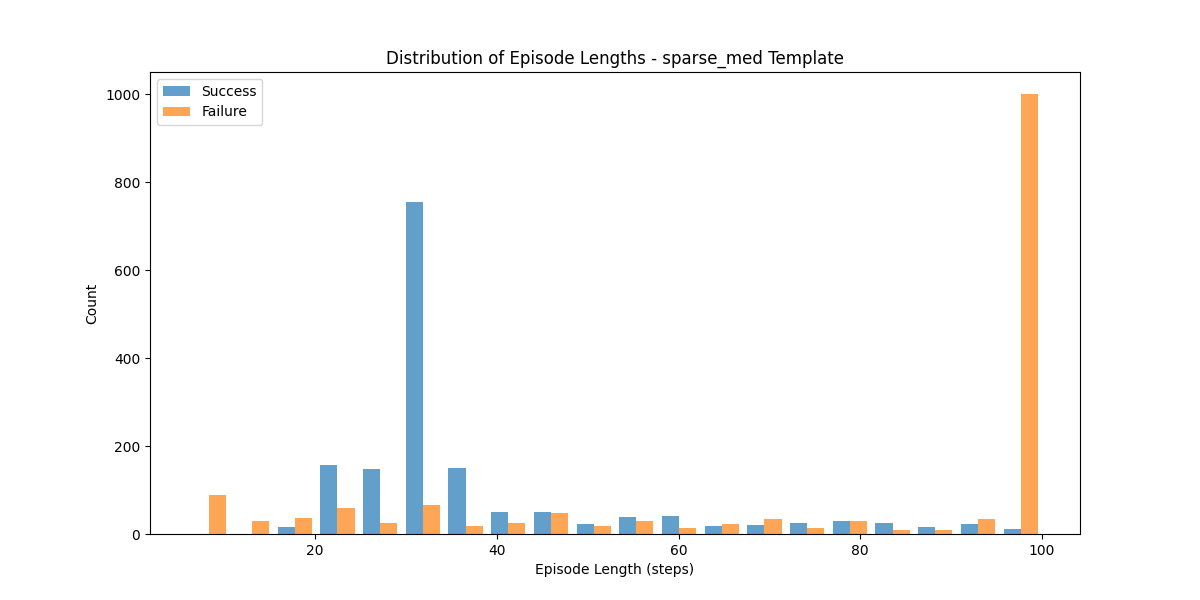 Distribution of Episode Lengths - sparse_med Template
Success
Failure
1000
800
600
400
200
0
Count
20
40
60
80
100
Episode Length (steps)